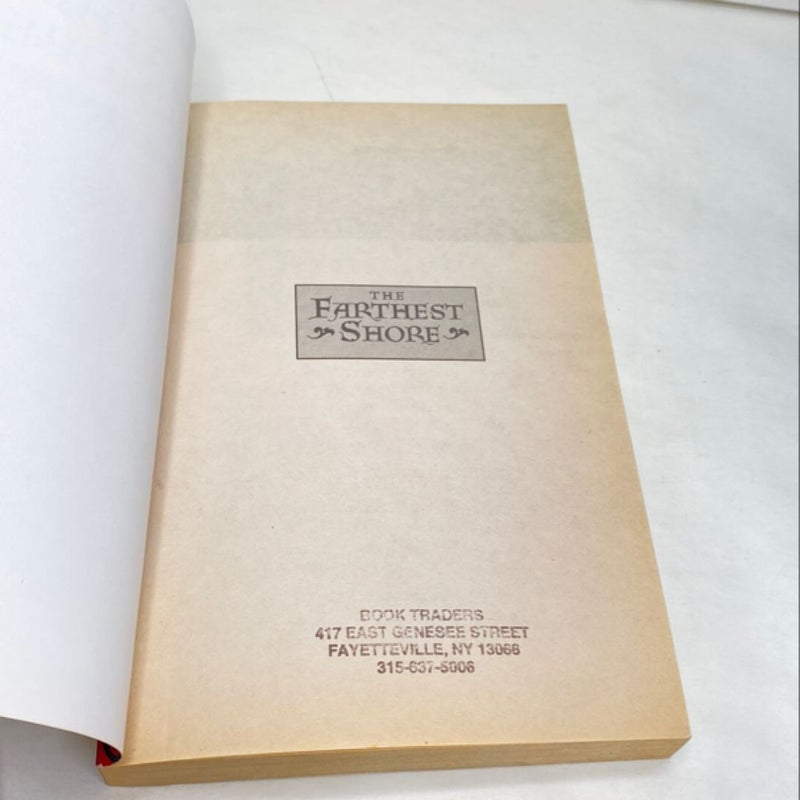 THE
FARTHEST
SHORE
BOOK TRADERS
417 EAST GENESEE STREET
FAYETTEVILLE, NY 13066
315-637-5006